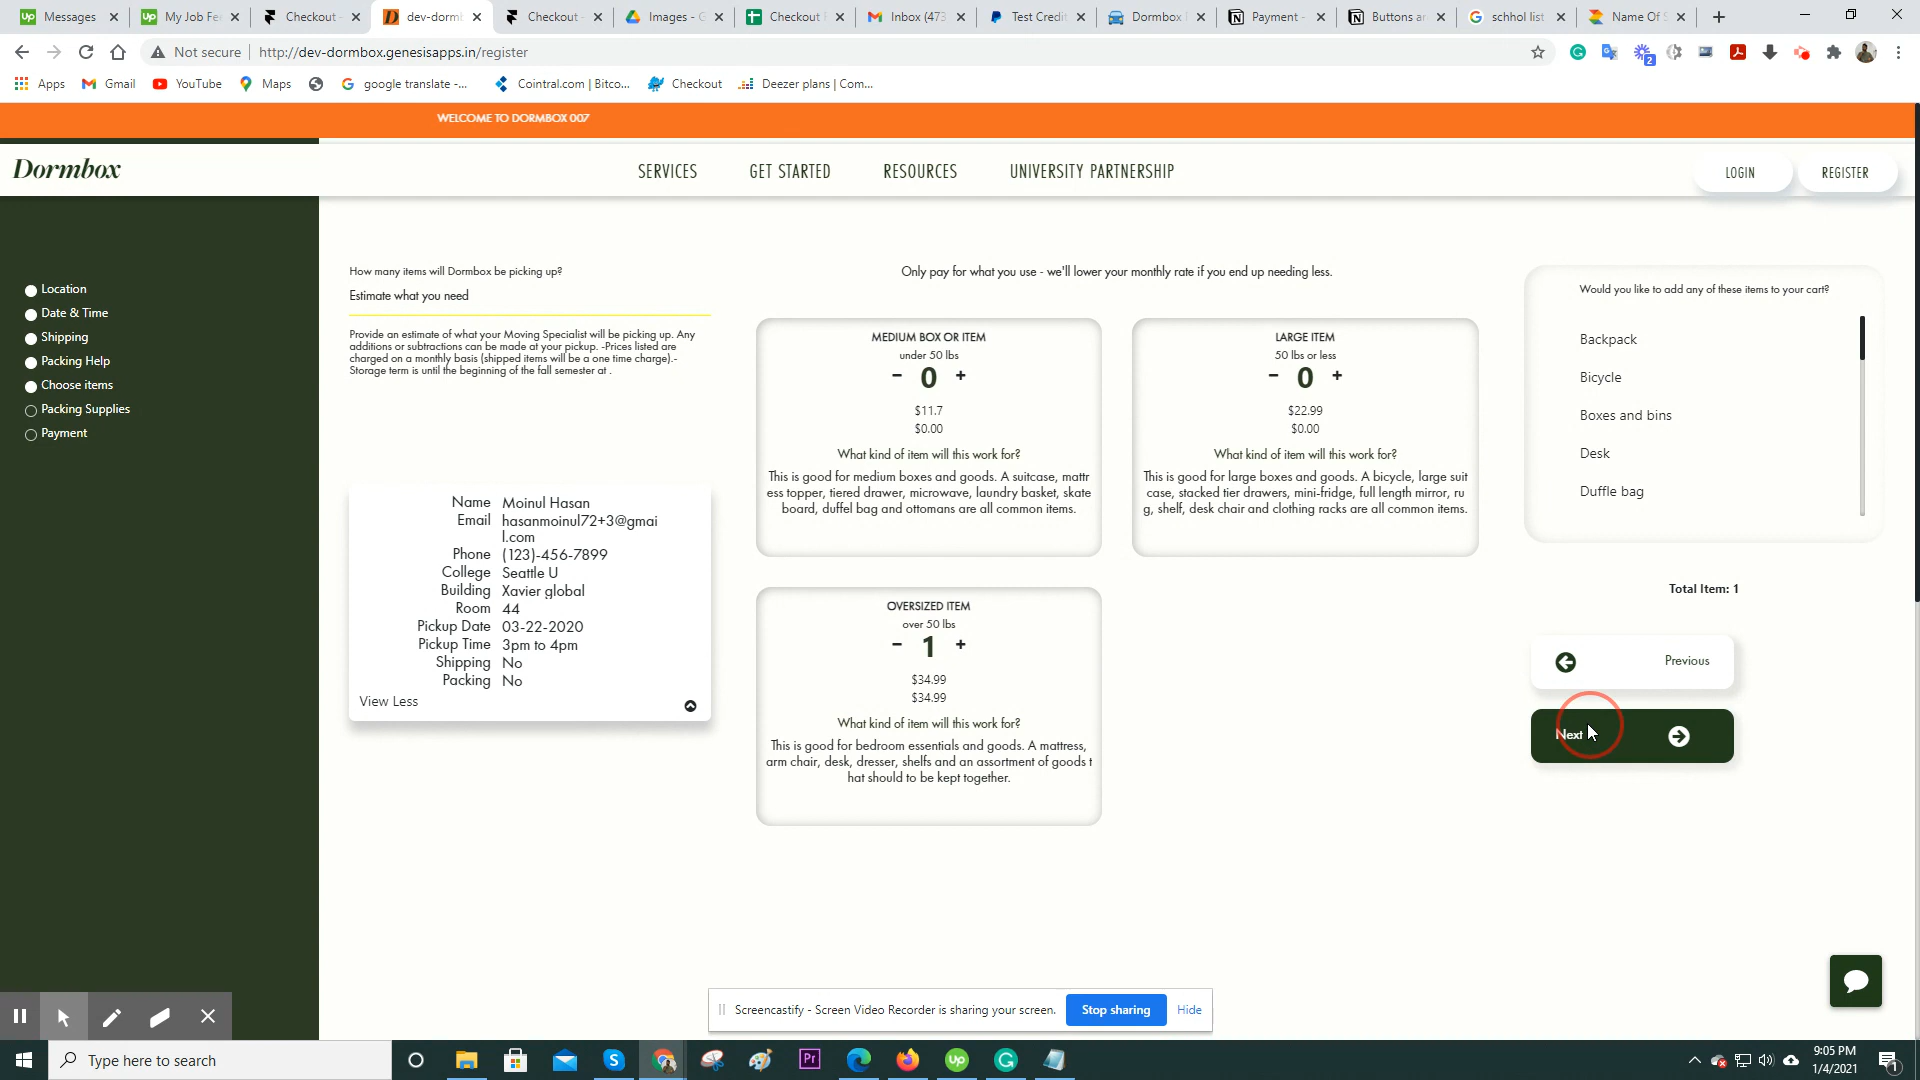 Messages
My Job Fe
Checkout
dev-dormb
Checkout
Images - G
Checkout F
Inbox (473
Test Credit
Dormbox
Payment -
Buttons an
schhol list
Name Of S
Not secure
http://dev-dormbox.genesisapps.in/register
2
Apps
Gmail
YouTube
Maps
google translate -...
Cointral.com | Bitco...
Checkout
Deezer plans | Com...
WELCOME TO DORMBOX 007
Dormbox
SERVICES
GET STARTED
RESOURCES
UNIVERSITY PARTNERSHIP
LOGIN
REGISTER
Location
Date & Time
Shipping
Packing Help
Choose items
Packing Supplies
Payment
How many items will Dormbox be picking up?
Estimate what you need
Provide an estimate of what your Moving Specialist will be picking up. Any
additions or subtractions can be made at your pickup. -Prices listed are
charged on a monthly basis (shipped items will be a one time charge).-
Storage term is until the beginning of the fall semester at .
Name Moinul Hasan
Email hasanmoinul72+3@gmai
l.com
Phone (123)-456-7899
College Seattle U
Building Xavier global
Room 44
Pickup Date 03-22-2020
Pickup Time 3pm to 4pm
Shipping No
Packing No
View Less
Only pay for what you use - we'll lower your monthly rate if you end up needing less.
MEDIUM BOX OR ITEM
under 50 lbs
- 0 +
$11.7
$0.00
What kind of item will this work for?
This is good for medium boxes and goods. A suitcase, mattr
ess topper, tiered drawer, microwave, laundry basket, skate
board, duffel bag and ottomans are all common items.
LARGE ITEM
50 lbs or less
- 0 +
$22.99
$0.00
What kind of item will this work for?
This is good for large boxes and goods. A bicycle, large suit
case, stacked tier drawers, mini-fridge, full length mirror, ru
g, shelf, desk chair and clothing racks are all common items.
OVERSIZED ITEM
over 50 lbs
- 1 +
$34.99
$34.99
What kind of item will this work for?
This is good for bedroom essentials and goods. A mattress,
arm chair, desk, dresser, shelfs and an assortment of goods t
hat should to be kept together.
Would you like to add any of these items to your cart?
Backpack
Bicycle
Boxes and bins
Desk
Duffle bag
Total Item: 1
Previous
Next
Screencastify - Screen Video Recorder is sharing your screen.
Stop sharing
Hide
Type here to search
9:05 PM
1/4/2021
1